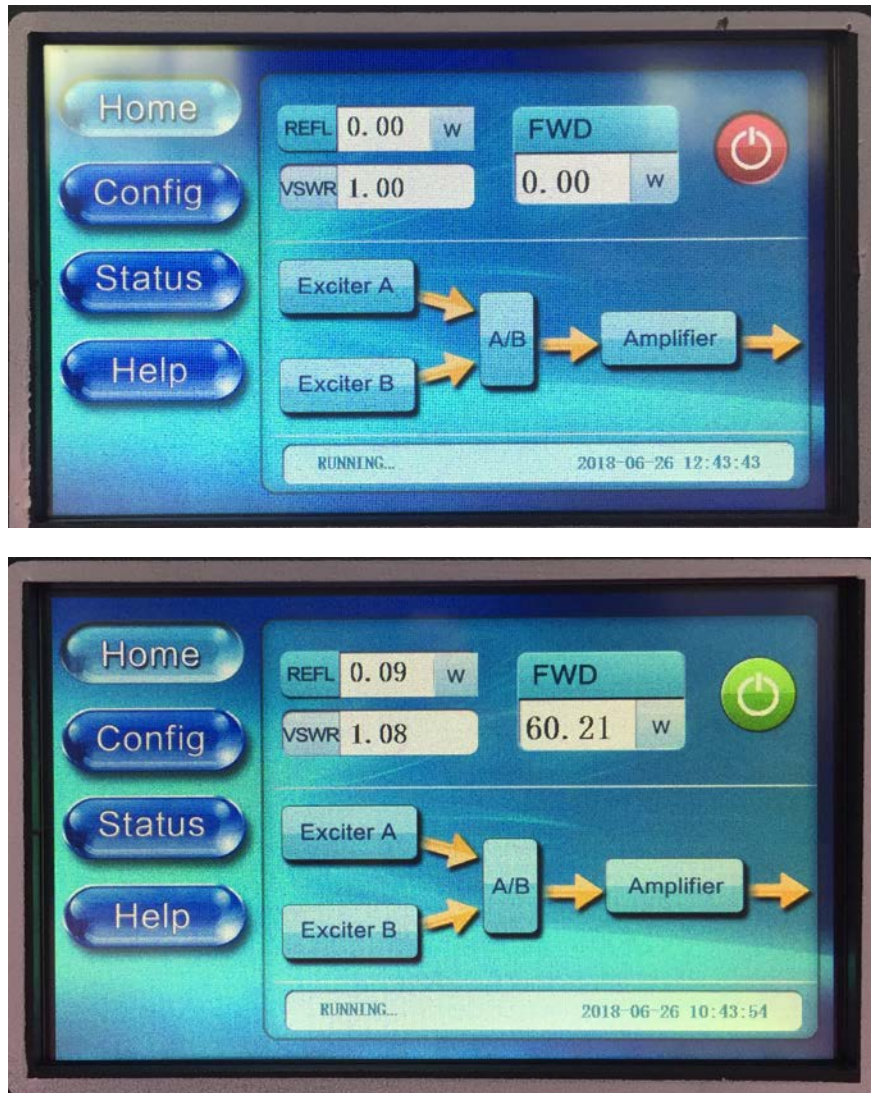 Home
REFL 0.00 W
FWD
Config
VSWR 1.00
0.00 W
Status
Exciter A
A/B
Amplifier
Help
Exciter B
RUNNING...
2018-06-26 12:43:43
Home
REFL 0.09 W
FWD
Config
VSWR 1.08
60.21 W
Status
Exciter A
A/B
Amplifier
Help
Exciter B
RUNNING...
2018-06-26 10:43:54